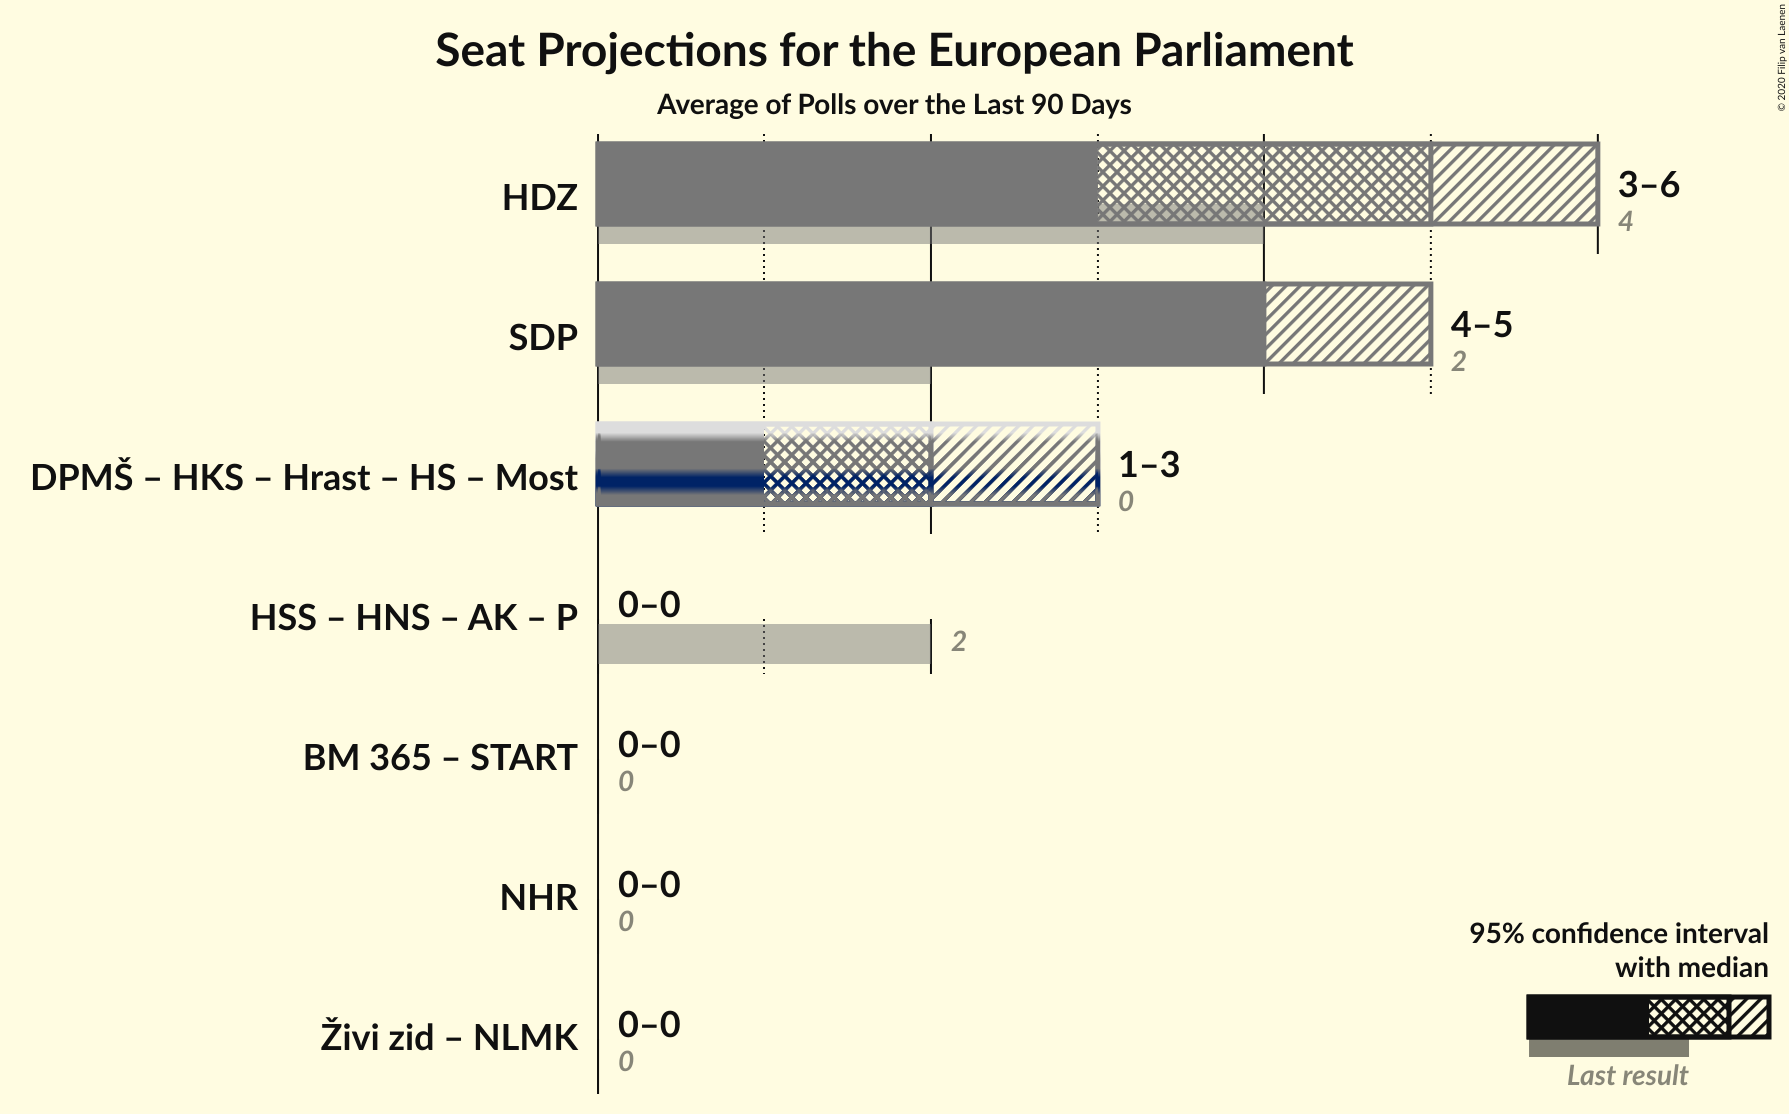 Seat Projections for the European Parliament
Average of Polls over the Last 90 Days
© 2020 Filip van Laenen
HDZ
3–6
4
SDP
4–5
2
DPMŠ – HKS – Hrast – HS – Most
1–3
0
HSS – HNS – AK – P
0–0
2
BM 365 – START
0–0
0
NHR
0–0
0
Živi zid – NLMK
0–0
0
95% confidence interval
with median
Last result